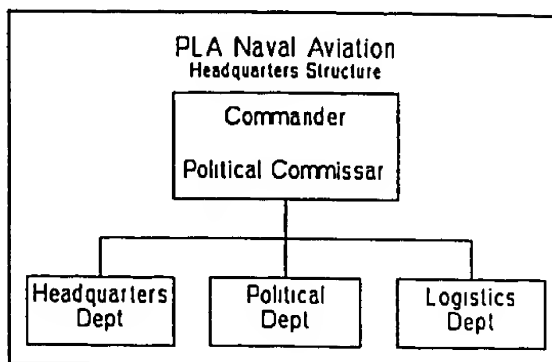 PLA Naval Aviation
Headquarters Structure
Commander
Political Commissar
Headquarters
Dept
Political
Dept
Logistics
Dept